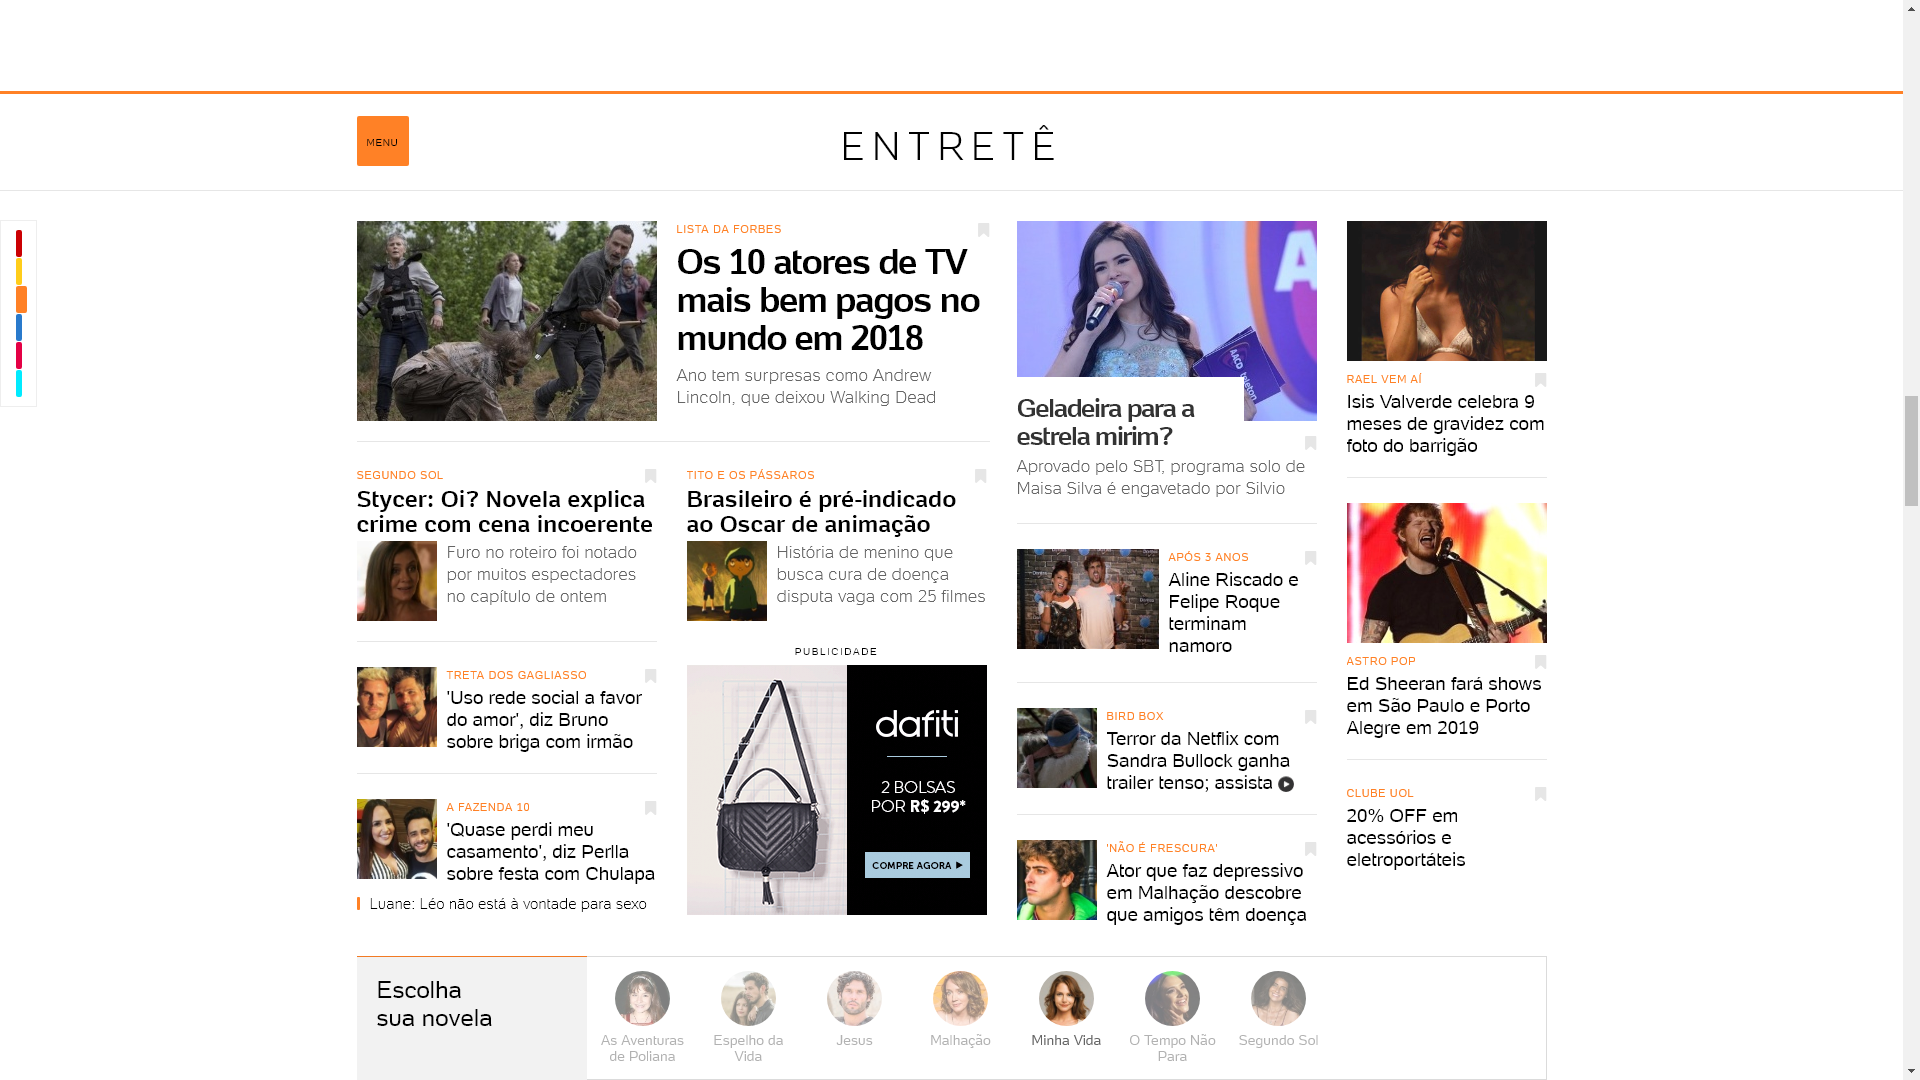 MENU
ENTRETÊ
LISTA DA FORBES
Os 10 atores de TV
mais bem pagos no
mundo em 2018
Ano tem surpresas como Andrew
Lincoln, que deixou Walking Dead
SEGUNDO SOL
Stycer: Oi? Novela explica
crime com cena incoerente
Furo no roteiro foi notado
por muitos espectadores
no capítulo de ontem
TITO E OS PÁSSAROS
Brasileiro é pré-indicado
ao Oscar de animação
História de menino que
busca cura de doença
disputa vaga com 25 filmes
TRETA DOS GAGLIASSO
'Uso rede social a favor
do amor', diz Bruno
sobre briga com irmão
A FAZENDA 10
'Quase perdi meu
casamento', diz Perlla
sobre festa com Chulapa
Luane: Léo não está à vontade para sexo
PUBLICIDADE
dafiti
2 BOLSAS
POR R$ 299*
COMPRE AGORA
AACD
teleton
A
Geladeira para a
estrela mirim?
Aprovado pelo SBT, programa solo de
Maisa Silva é engavetado por Silvio
APÓS 3 ANOS
Aline Riscado e
Felipe Roque
terminam
namoro
BIRD BOX
Terror da Netflix com
Sandra Bullock ganha
trailer tenso; assista
'NÃO É FRESCURA'
Ator que faz depressivo
em Malhação descobre
que amigos têm doença
RAEL VEM AÍ
Isis Valverde celebra 9
meses de gravidez com
foto do barrigão
ASTRO POP
Ed Sheeran fará shows
em São Paulo e Porto
Alegre em 2019
CLUBE UOL
20% OFF em
acessórios e
eletroportáteis
Escolha
sua novela
As Aventuras
de Poliana
Espelho da
Vida
Jesus
Malhação
Minha Vida
O Tempo Não
Para
Segundo Sol